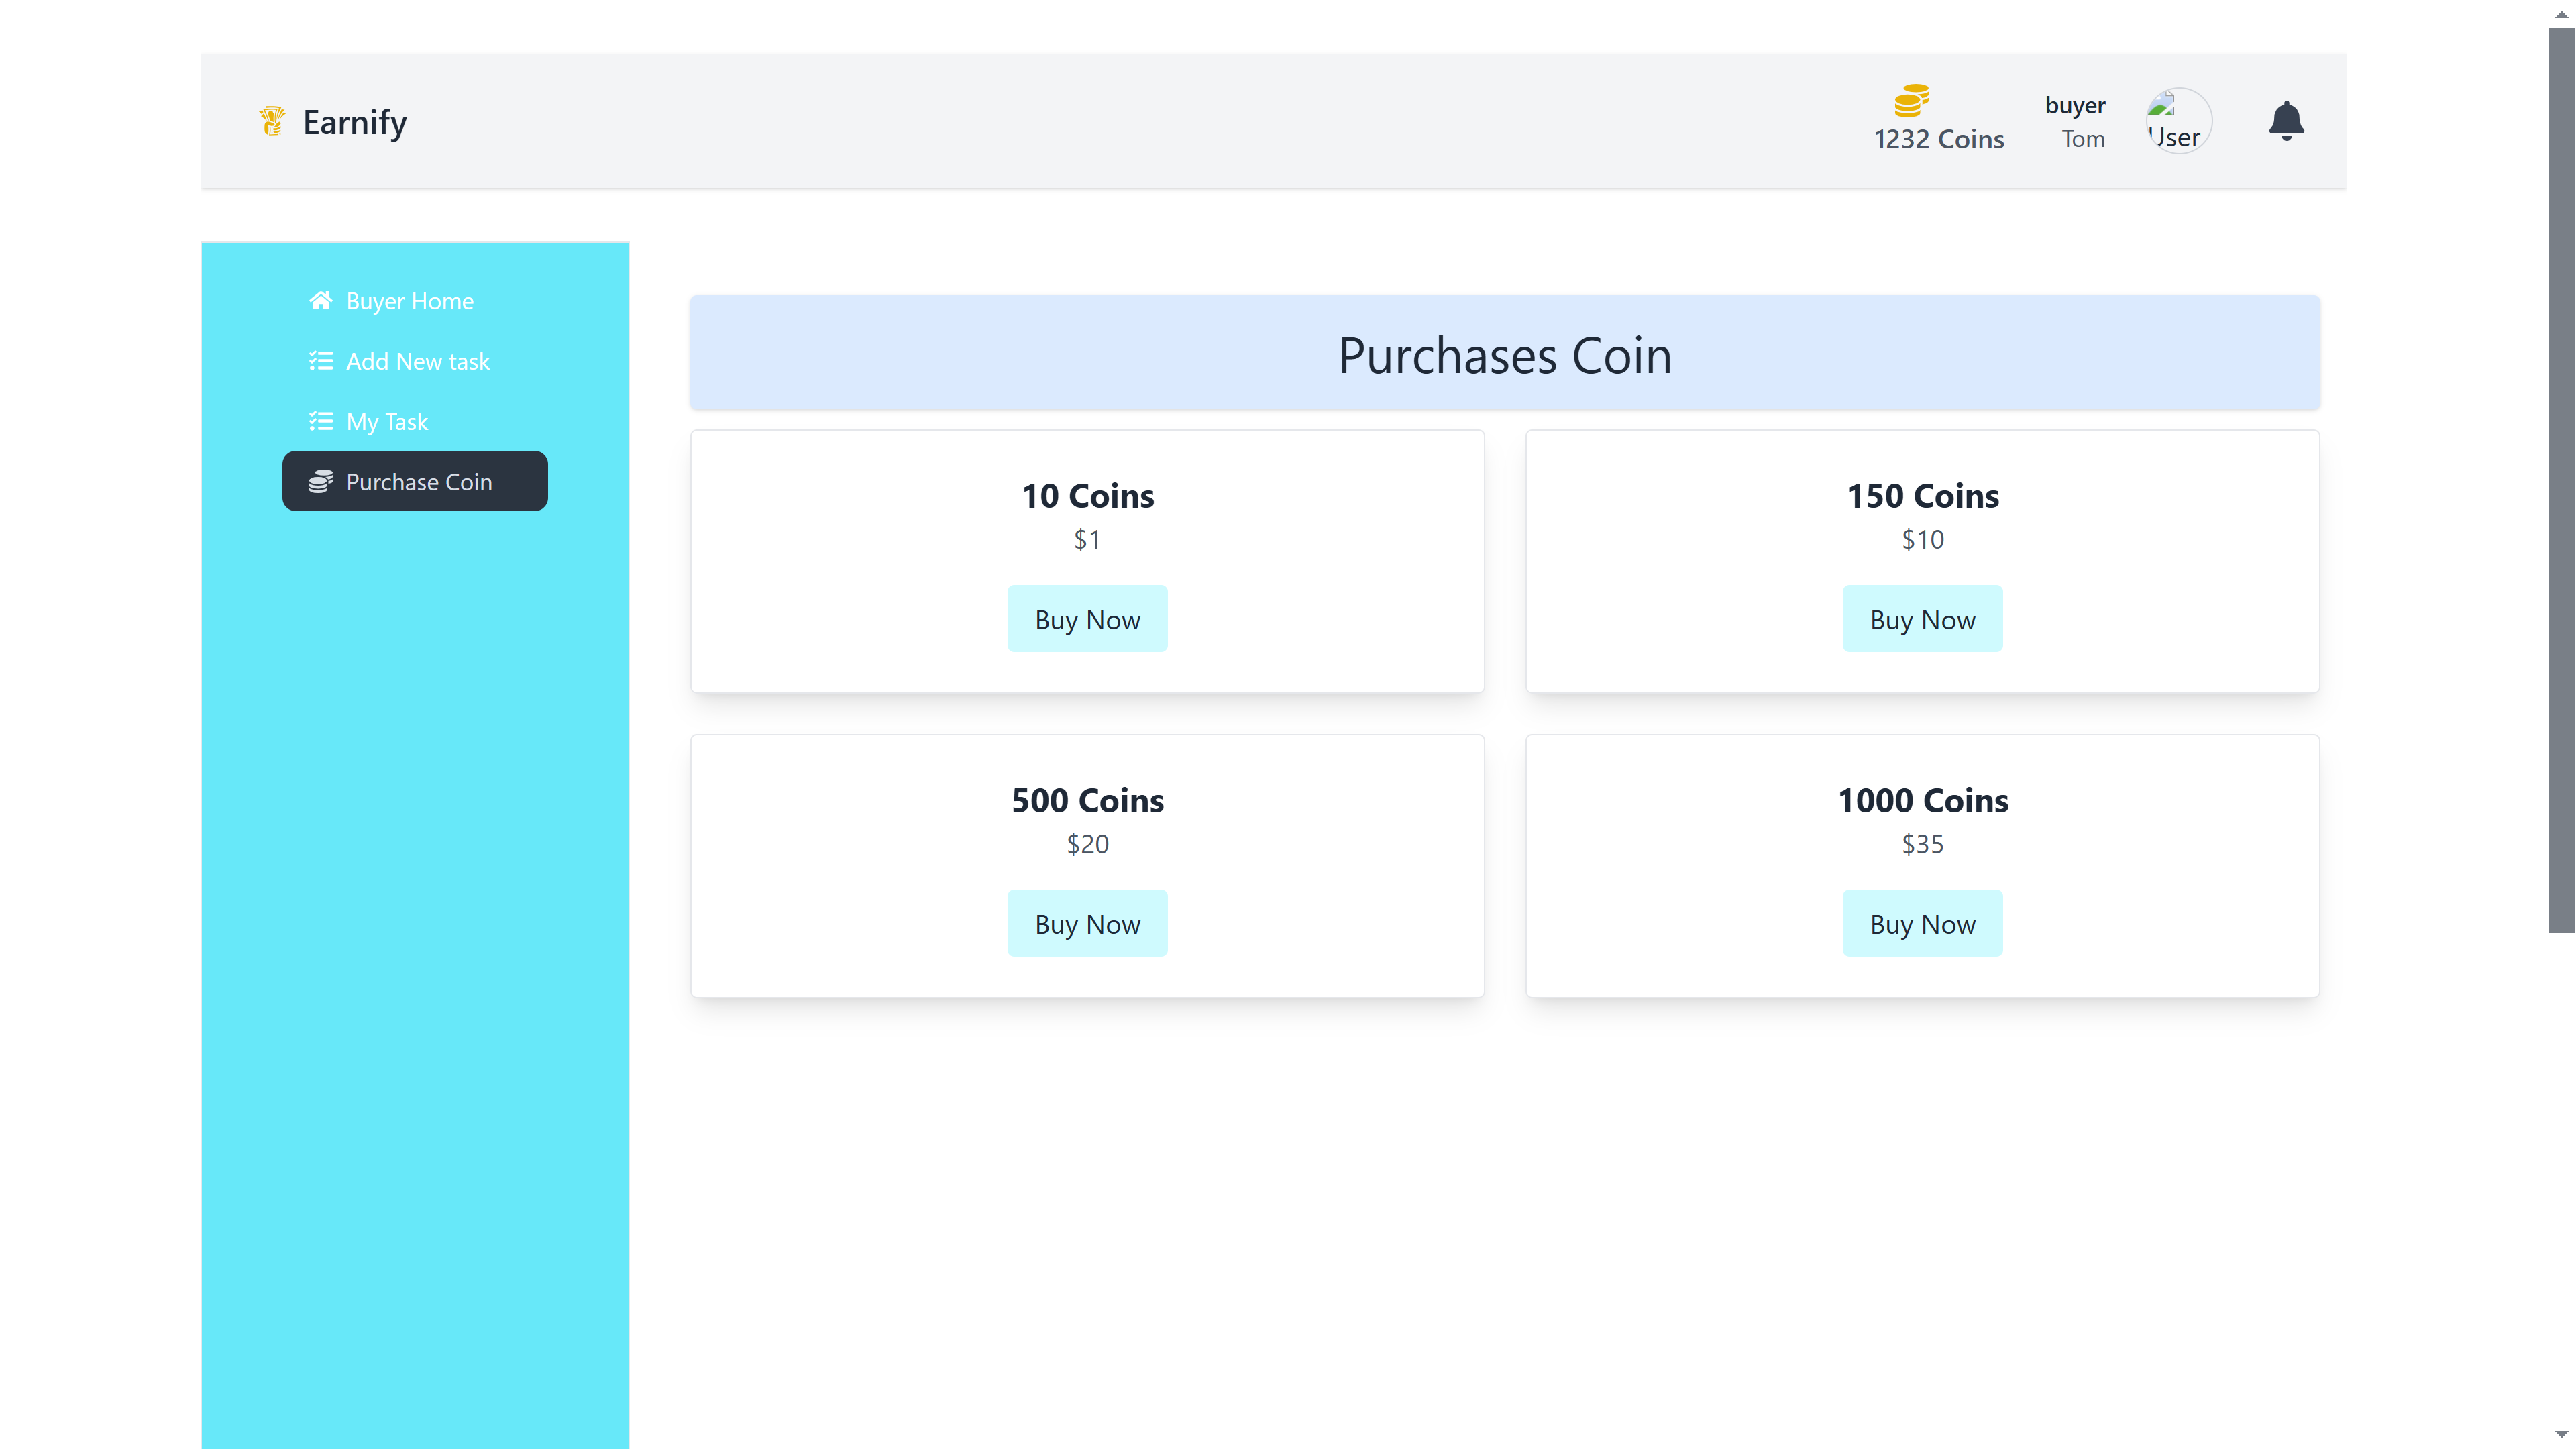 Earnify
1232 Coins
buyer
Tom
User
Buyer Home
Add New task
My Task
Purchase Coin
Purchases Coin
10 Coins
$1
Buy Now
150 Coins
$10
Buy Now
500 Coins
$20
Buy Now
1000 Coins
$35
Buy Now